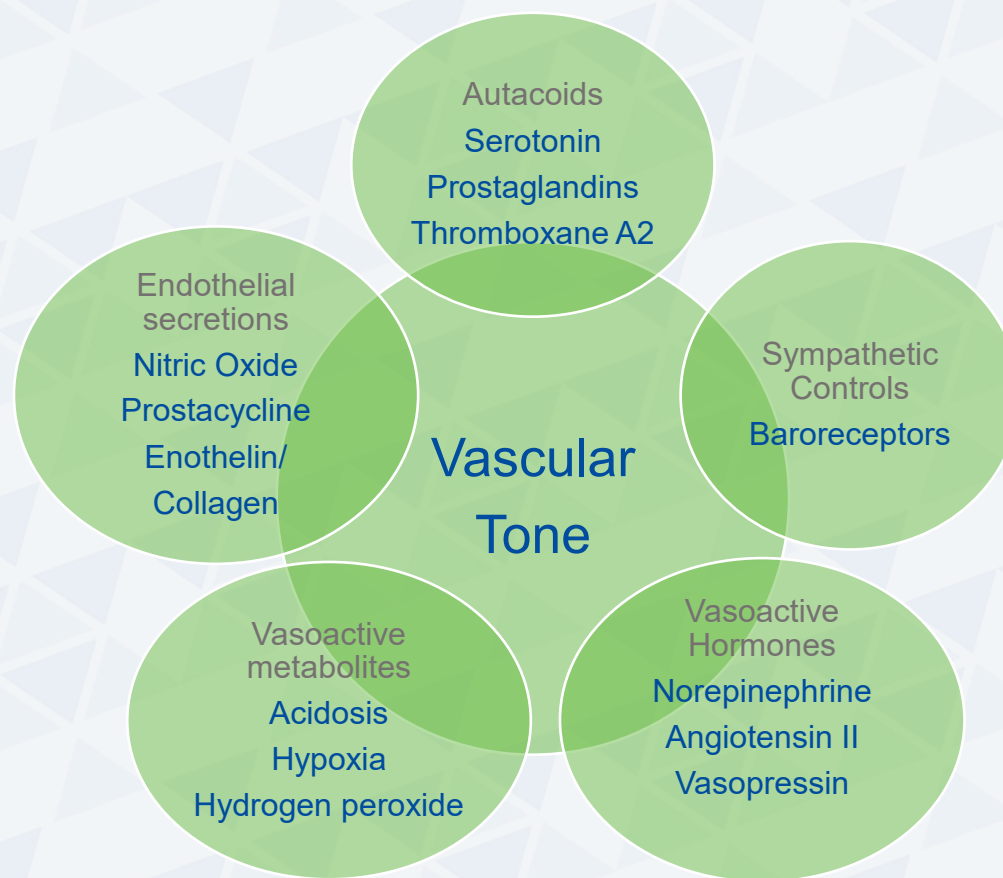 Autacoids
Serotonin
Prostaglandins
Thromboxane A2
Endothelial
secretions
Nitric Oxide
Prostacycline
Enothelin/
Collagen
Sympathetic
Controls
Baroreceptors
Vascular
Tone
Vasoactive
metabolites
Acidosis
Hypoxia
Hydrogen peroxide
Vasoactive
Hormones
Norepinephrine
Angiotensin II
Vasopressin